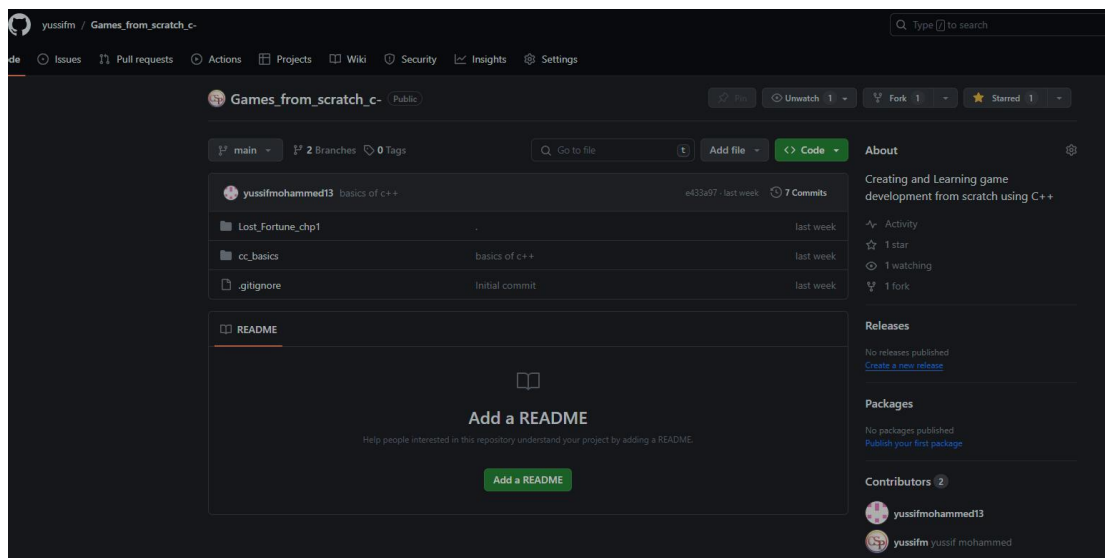 yussifm / Games_from_scratch_c-
Type / to search
de Issues Pull requests Actions Projects Wiki Security Insights Settings
Games_from_scratch_c- Public
Pin Unwatch 1 Fork 1 Starred 1
main 2 Branches 0 Tags Go to file t Add file <> Code
yussifmohammed13 basics of c++ e433a97 · last week 7 Commits
Lost_Fortune_chp1 . last week
cc_basics basics of c++ last week
.gitignore Initial commit last week
README
Add a README
Help people interested in this repository understand your project by adding a README.
Add a README
About
Creating and Learning game
development from scratch using C++
Activity
1 star
1 watching
1 fork
Releases
No releases published
Create a new release
Packages
No packages published
Publish your first package
Contributors 2
yussifmohammed13
yussifm yussif mohammed